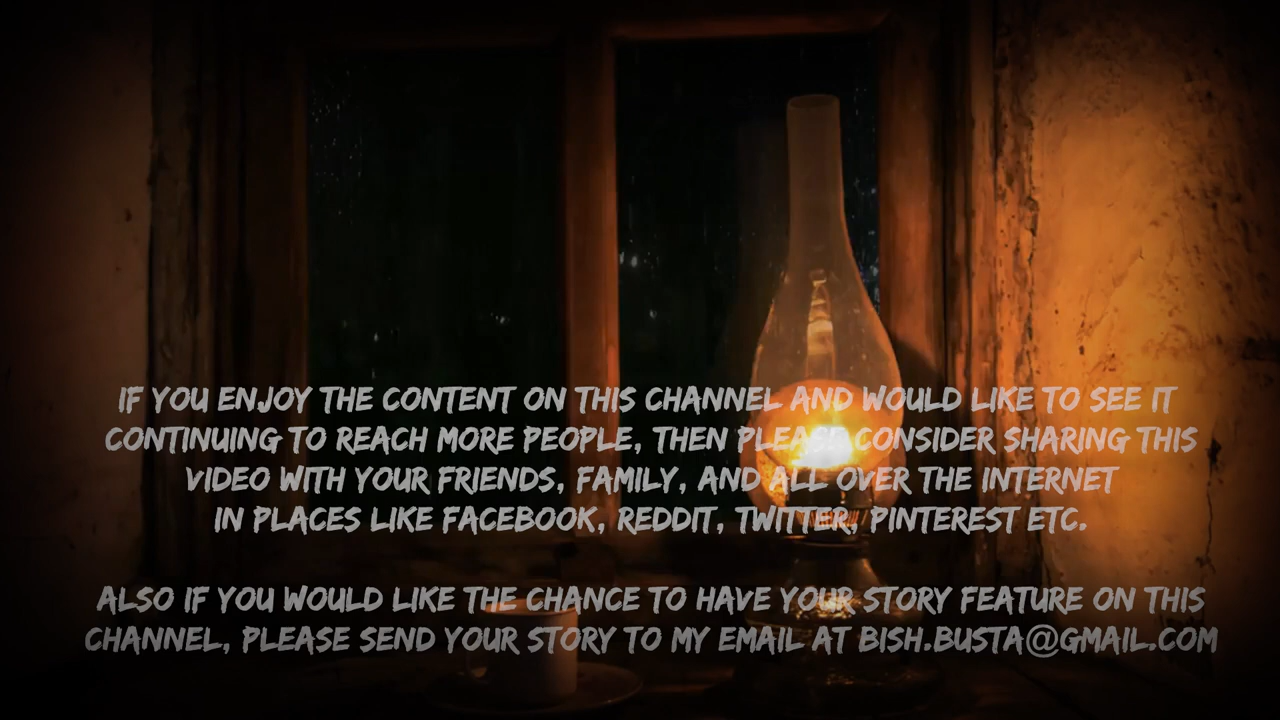 IF YOU ENJOY THE CONTENT ON THIS CHANNEL AND WOULD LIKE TO SEE IT
CONTINUING TO REACH MORE PEOPLE, THEN PLEASE CONSIDER SHARING THIS
VIDEO WITH YOUR FRIENDS, FAMILY, AND ALL OVER THE INTERNET
IN PLACES LIKE FACEBOOK, REDDIT, TWITTER, PINTEREST ETC.
ALSO IF YOU WOULD LIKE THE CHANCE TO HAVE YOUR STORY FEATURE ON THIS
CHANNEL, PLEASE SEND YOUR STORY TO MY EMAIL AT BISH.BUSTA@GMAIL.COM